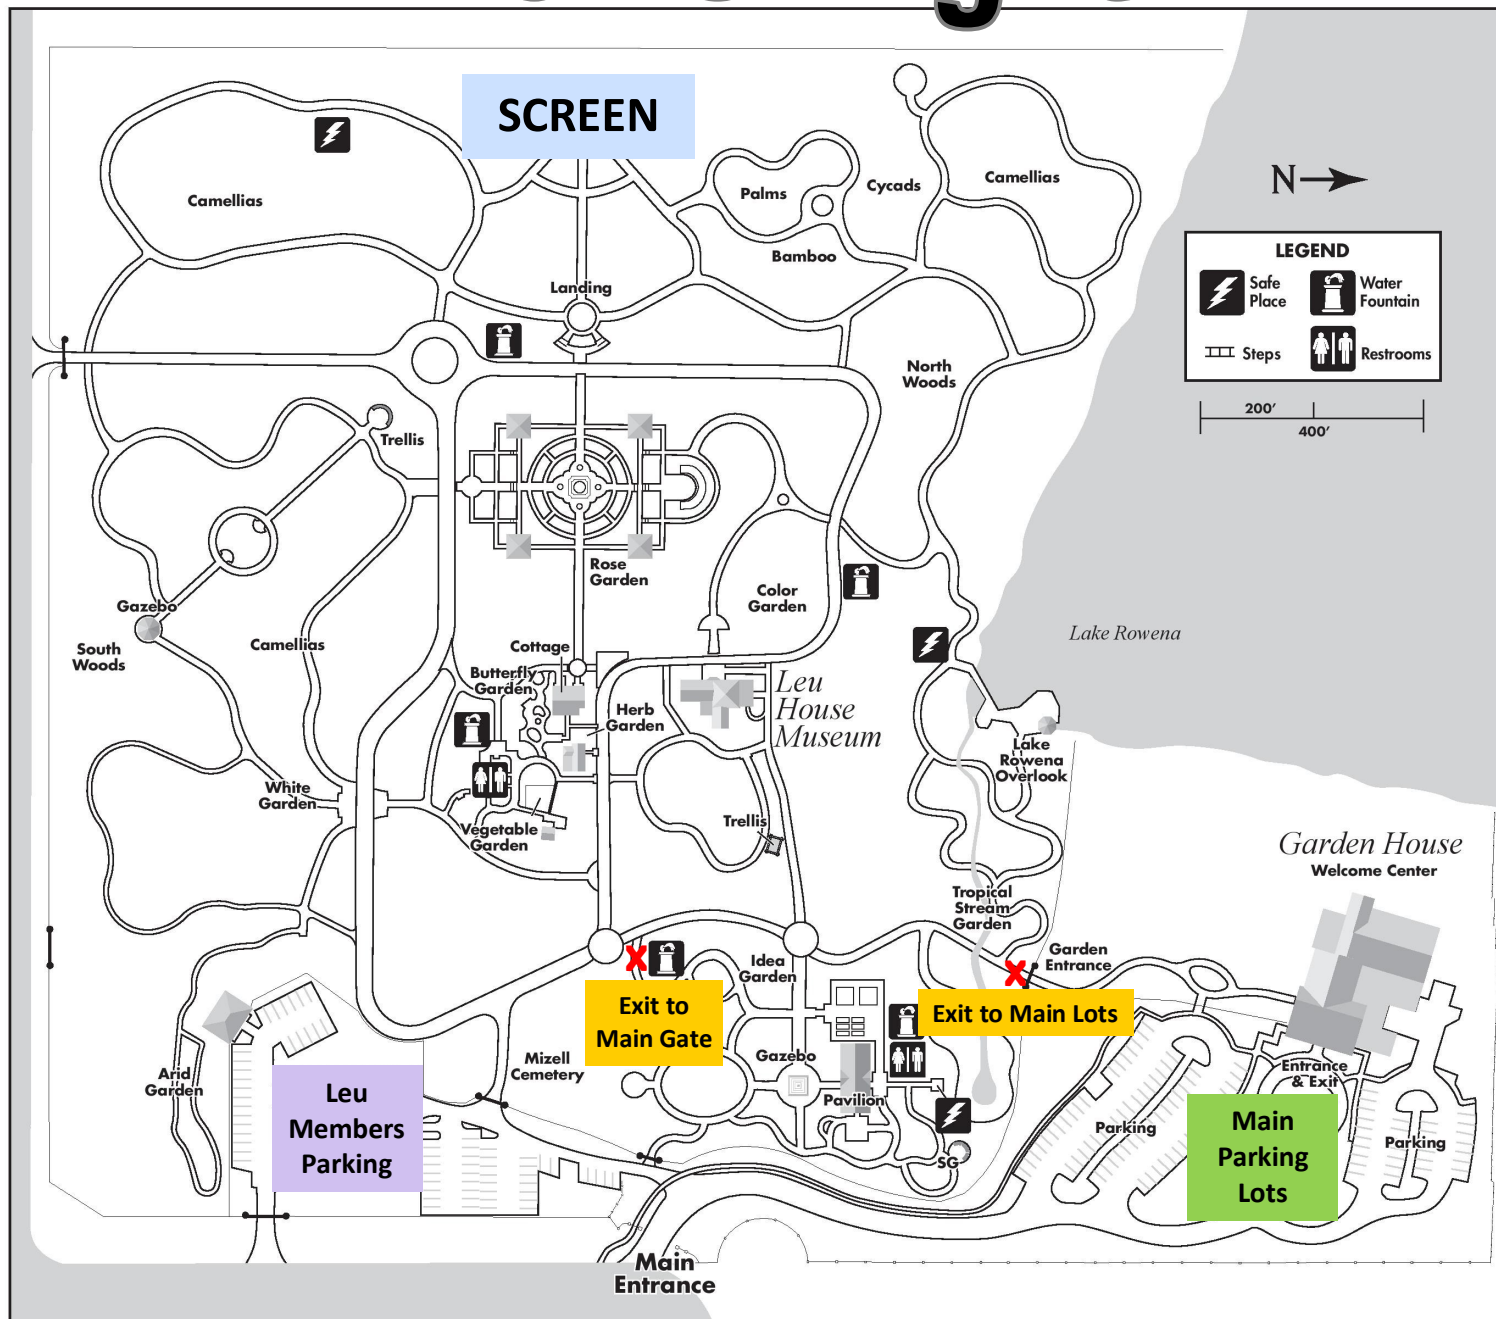 SCREEN
Camellias
Palms
Cycads
Camellias
Bamboo
Landing
N
LEGEND
Safe
Place
Water
Fountain
Steps
Restrooms
200′
400′
North
Woods
Trellis
Rose
Garden
Color
Garden
Gazebo
South
Woods
Camellias
Cottage
Butterfly
Garden
Herb
Garden
Leu
House
Museum
Lake Rowena
Lake
Rowena
Overlook
White
Garden
Vegetable
Garden
Trellis
Garden House
Welcome Center
Tropical
Stream
Garden
Garden
Entrance
Idea
Garden
X
X
Exit to
Main Gate
Exit to Main Lots
Mizell
Cemetery
Gazebo
Pavilion
Arid
Garden
Leu
Members
Parking
SG
Entrance
& Exit
Parking
Main
Parking
Lots
Parking
Main
Entrance